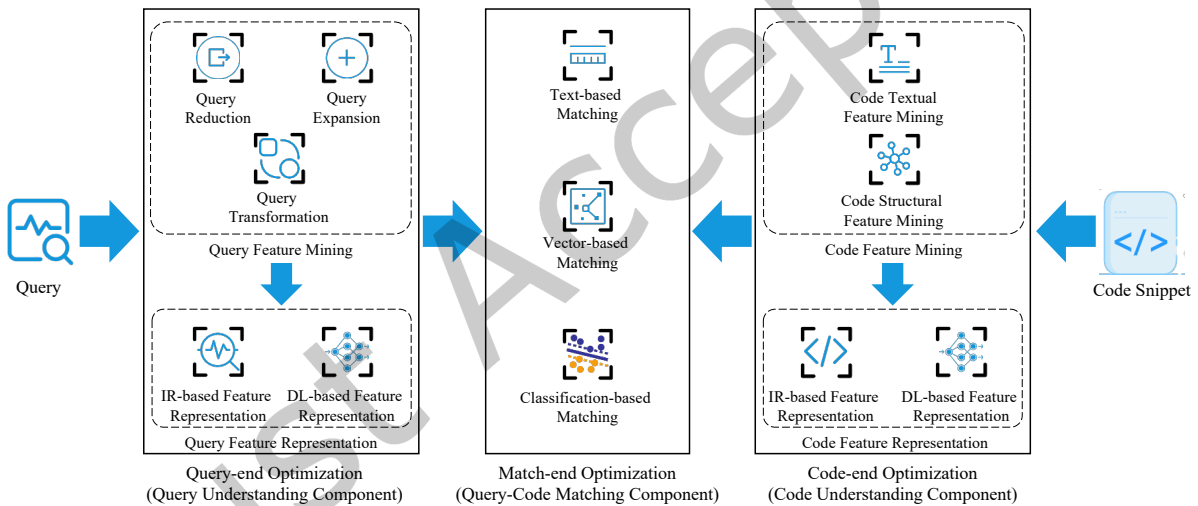 Query
Query
Reduction
Query
Expansion
Query
Transformation
Query Feature Mining
IR-based Feature
Representation
DL-based Feature
Representation
Query Feature Representation
Query-end Optimization
(Query Understanding Component)
Text-based
Matching
Vector-based
Matching
Classification-based
Matching
Match-end Optimization
(Query-Code Matching Component)
T
Code Textual
Feature Mining
Code Structural
Feature Mining
Code Feature Mining
</>
IR-based Feature
Representation
DL-based Feature
Representation
Code Feature Representation
Code-end Optimization
(Code Understanding Component)
</>
Code Snippet
ust Accep